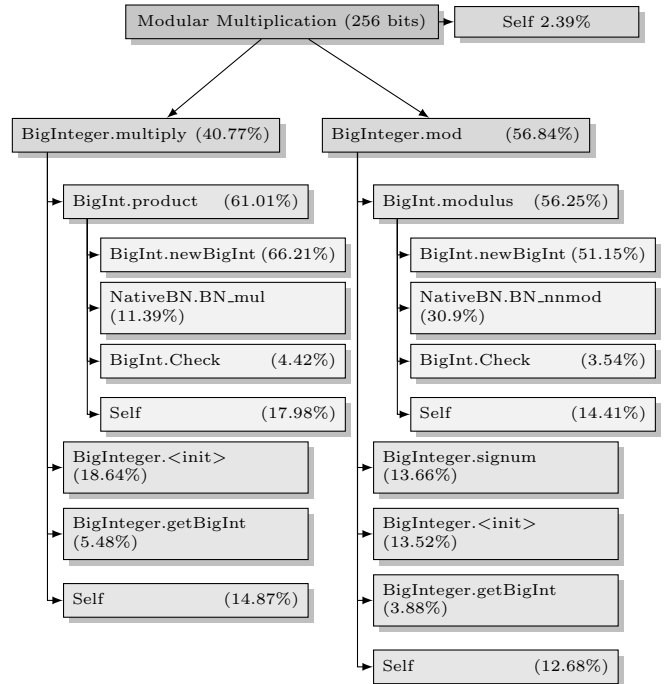 Modular Multiplication (256 bits)
Self 2.39%
BigInteger.multiply (40.77%)
BigInteger.mod (56.84%)
BigInt.product (61.01%)
BigInt.modulus (56.25%)
BigInt.newBigInt (66.21%)
BigInt.newBigInt (51.15%)
NativeBN.BN_mul
(11.39%)
NativeBN.BN_nnmod
(30.9%)
BigInt.Check (4.42%)
BigInt.Check (3.54%)
Self (17.98%)
Self (14.41%)
BigInteger.<init>
(18.64%)
BigInteger.signum
(13.66%)
BigInteger.getBigInt
(5.48%)
BigInteger.<init>
(13.52%)
Self (14.87%)
BigInteger.getBigInt
(3.88%)
Self (12.68%)